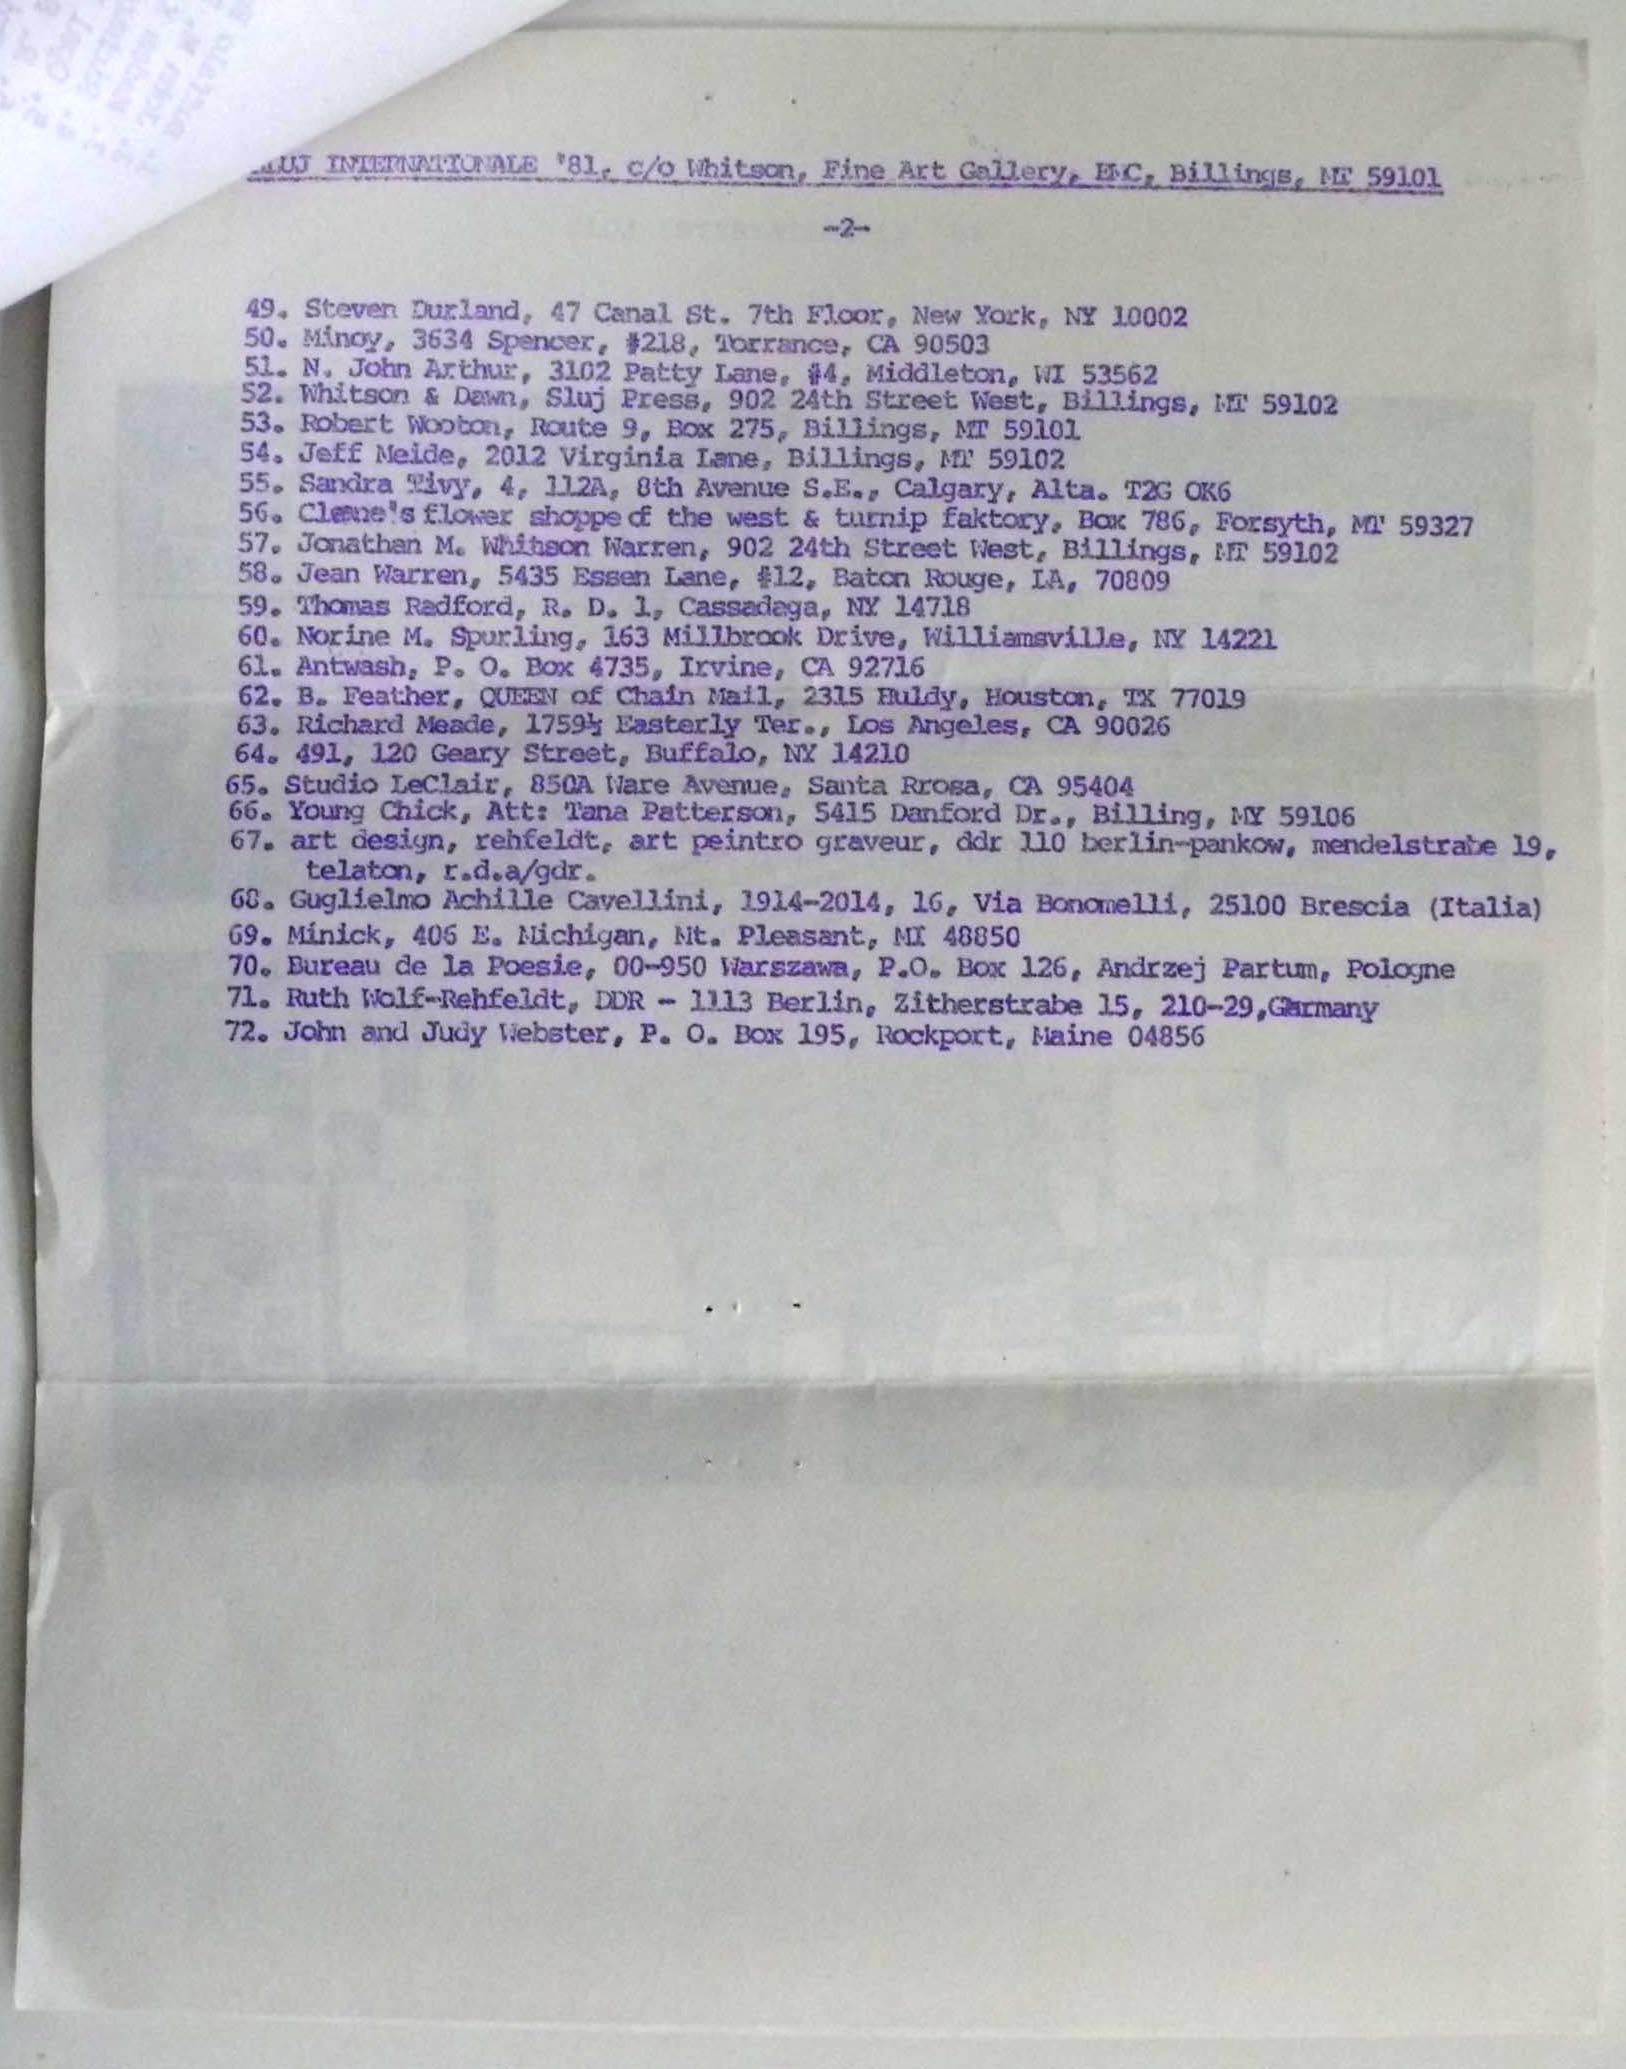 LUJ INTERNATIONALE '81, c/o Whitson, Fine Art Gallery, EMC, Billings, MT 59101
-2-
49. Steven Durland, 47 Canal St. 7th Floor, New York, NY 10002
50. Minoy, 3634 Spencer, #218, Torrance, CA 90503
51. N. John Arthur, 3102 Patty Lane, #4, Middleton, WI 53562
52. Whitson & Dawn, Sluj Press, 902 24th Street West, Billings, MT 59102
53. Robert Wooton, Route 9, Box 275, Billings, MT 59101
54. Jeff Meide, 2012 Virginia Lane, Billings, MT 59102
55. Sandra Tivy, 4, 112A, 8th Avenue S.E., Calgary, Alta. T2G OK6
56. Cleane's flower shoppe of the west & turnip faktory, Box 786, Forsyth, MT 59327
57. Jonathan M. Whitson Warren, 902 24th Street West, Billings, MT 59102
58. Jean Warren, 5435 Essen Lane, #12, Baton Rouge, LA, 70809
59. Thomas Radford, R. D. 1, Cassadaga, NY 14718
60. Norine M. Spurling, 163 Millbrook Drive, Williamsville, NY 14221
61. Antwash, P. O. Box 4735, Irvine, CA 92716
62. B. Feather, QUEEN of Chain Mail, 2315 Huldy, Houston, TX 77019
63. Richard Meade, 1759½ Easterly Ter., Los Angeles, CA 90026
64. 491, 120 Geary Street, Buffalo, NY 14210
65. Studio LeClair, 850A Ware Avenue, Santa Rrosa, CA 95404
66. Young Chick, Att: Tana Patterson, 5415 Danford Dr., Billing, MY 59106
67. art design, rehfeldt, art peintro graveur, ddr 110 berlin-pankow, mendelstrabe 19,
telaton, r.d.a/gdr.
68. Guglielmo Achille Cavellini, 1914-2014, 16, Via Bonomelli, 25100 Brescia (Italia)
69. Minick, 406 E. Michigan, Mt. Pleasant, MI 48850
70. Bureau de la Poesie, 00-950 Warszawa, P.O. Box 126, Andrzej Partum, Pologne
71. Ruth Wolf-Rehfeldt, DDR - 1113 Berlin, Zitherstrabe 15, 210-29,Germany
72. John and Judy Webster, P. O. Box 195, Rockport, Maine 04856